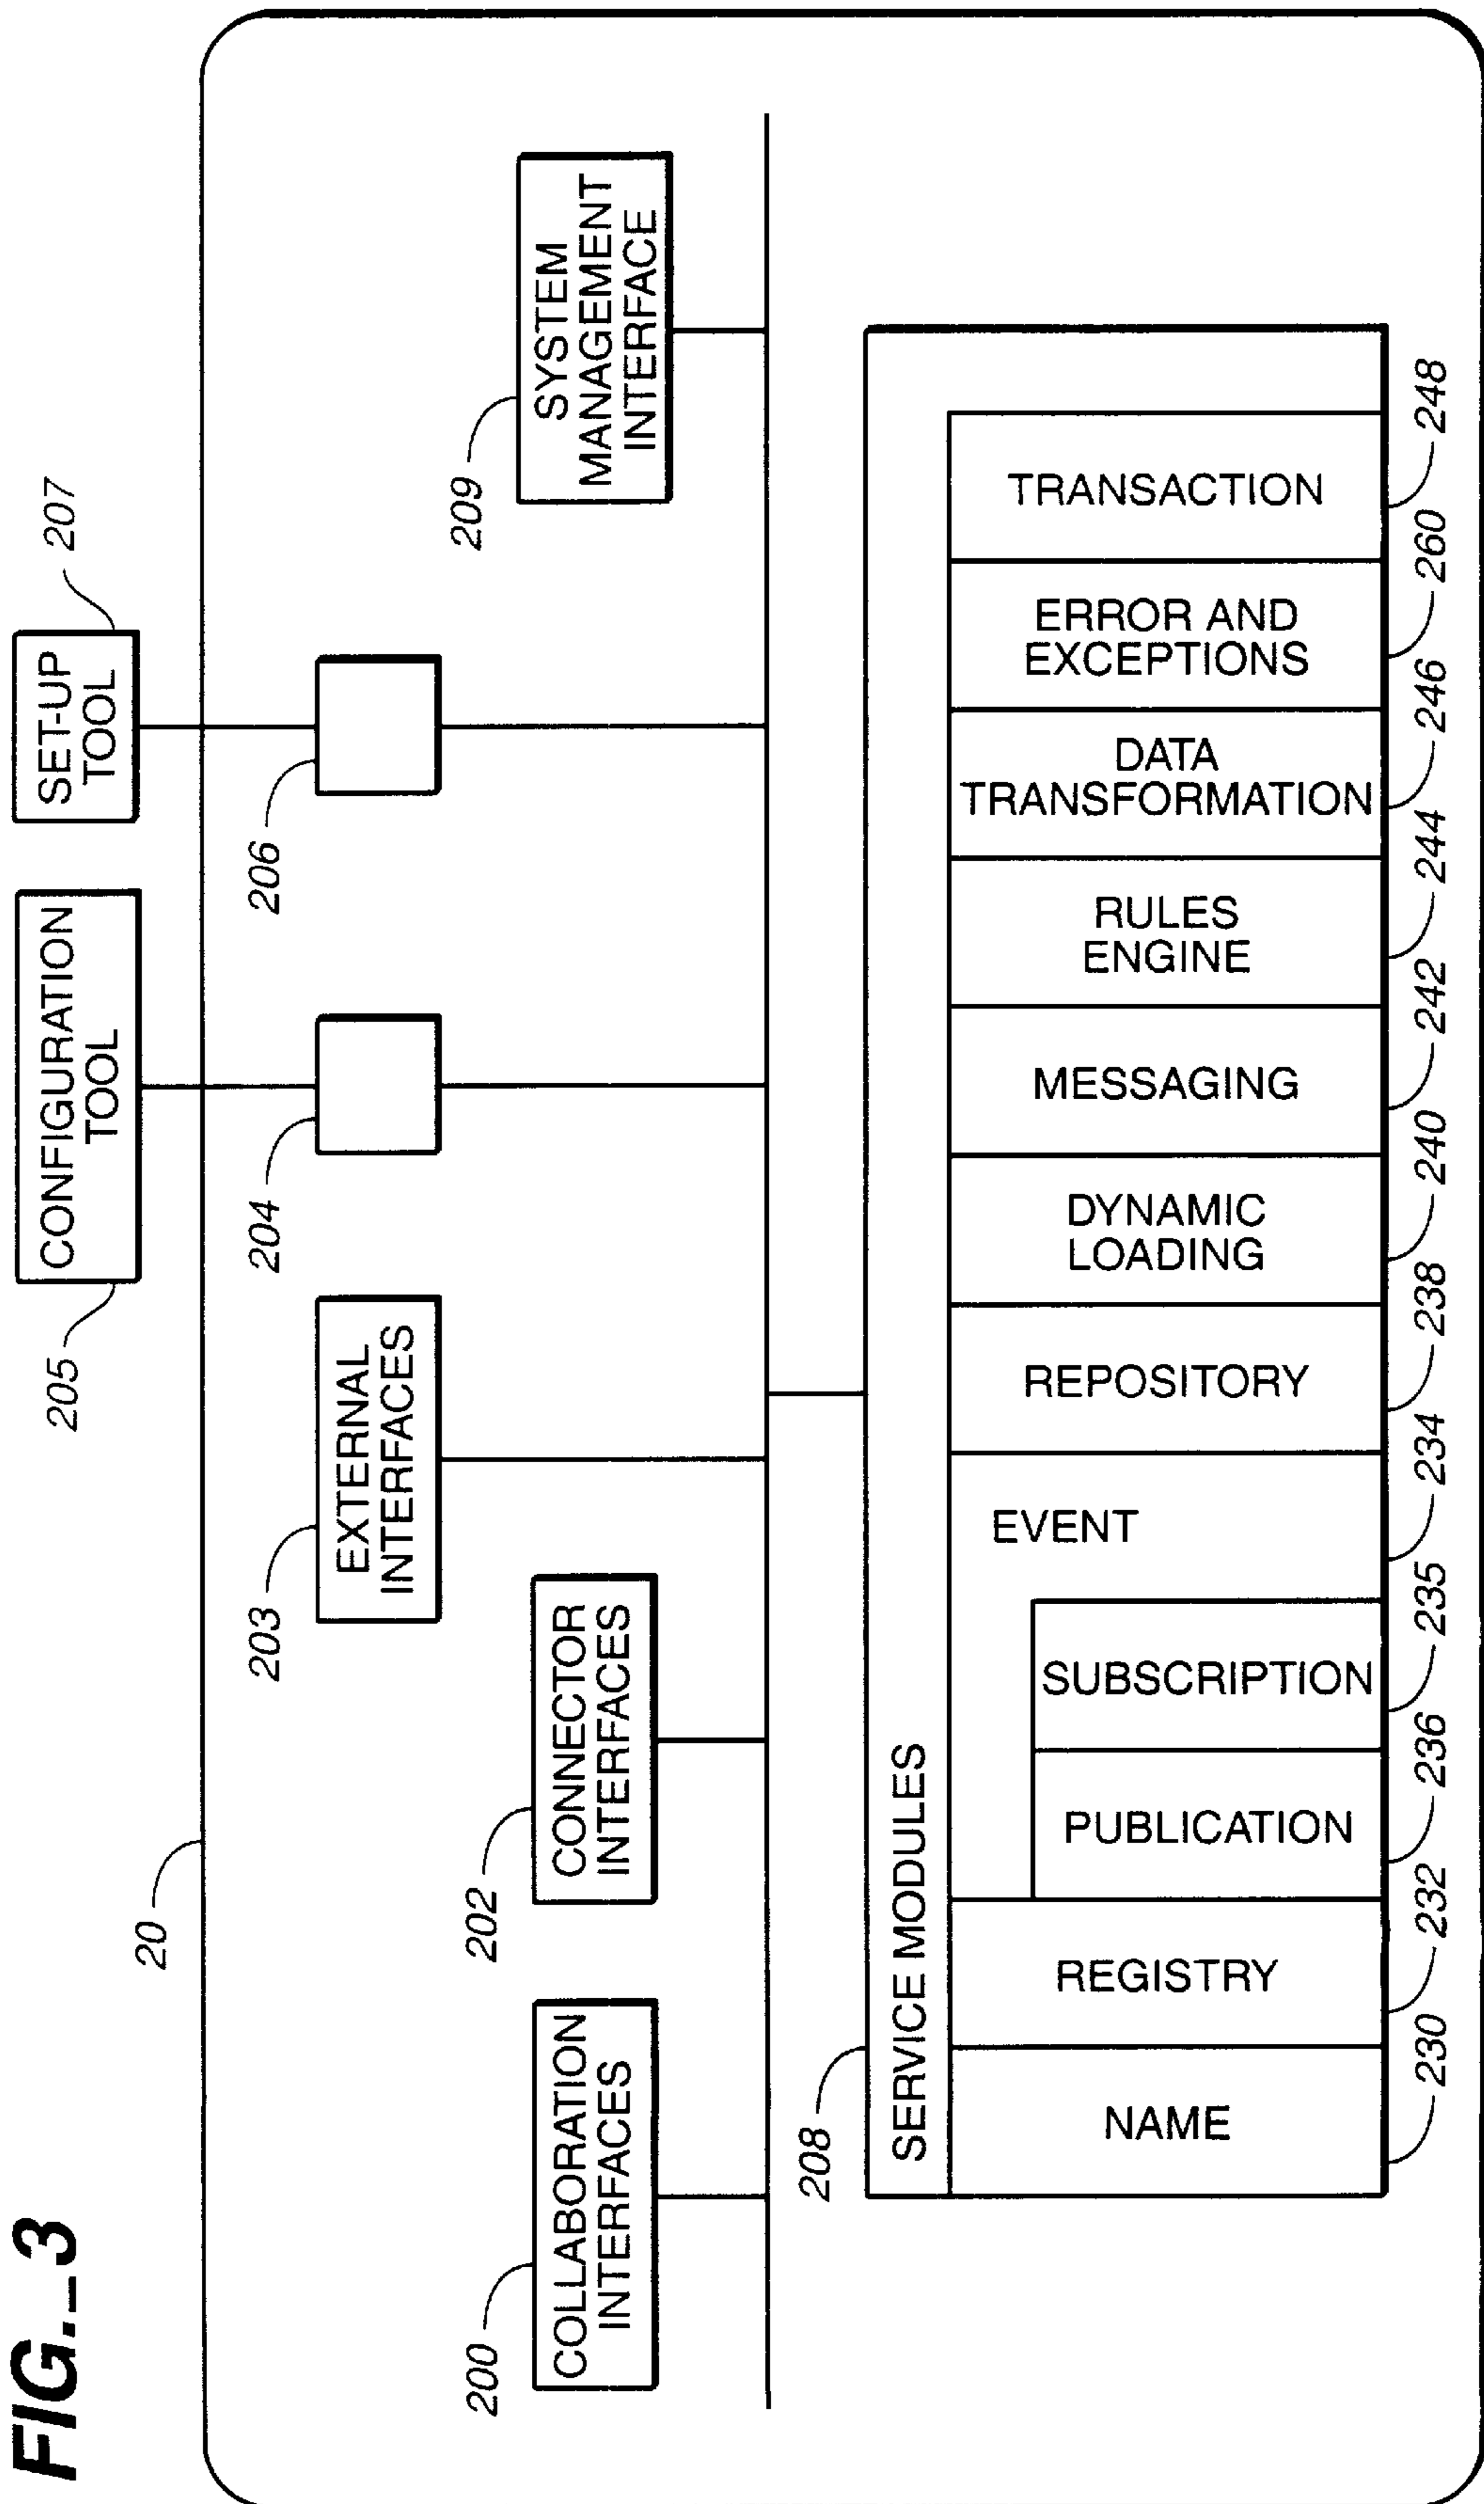 FIG._3
CONFIGURATION
TOOL
205
SET-UP
TOOL
207
20
203
EXTERNAL
INTERFACES
204
206
200
COLLABORATION
INTERFACES
202
CONNECTOR
INTERFACES
209
SYSTEM
MANAGEMENT
INTERFACE
208
SERVICE MODULES
NAME
REGISTRY
PUBLICATION
SUBSCRIPTION
EVENT
REPOSITORY
DYNAMIC
LOADING
MESSAGING
RULES
ENGINE
DATA
TRANSFORMATION
ERROR AND
EXCEPTIONS
TRANSACTION
230
232
236
235
234
238
240
242
244
246
260
248